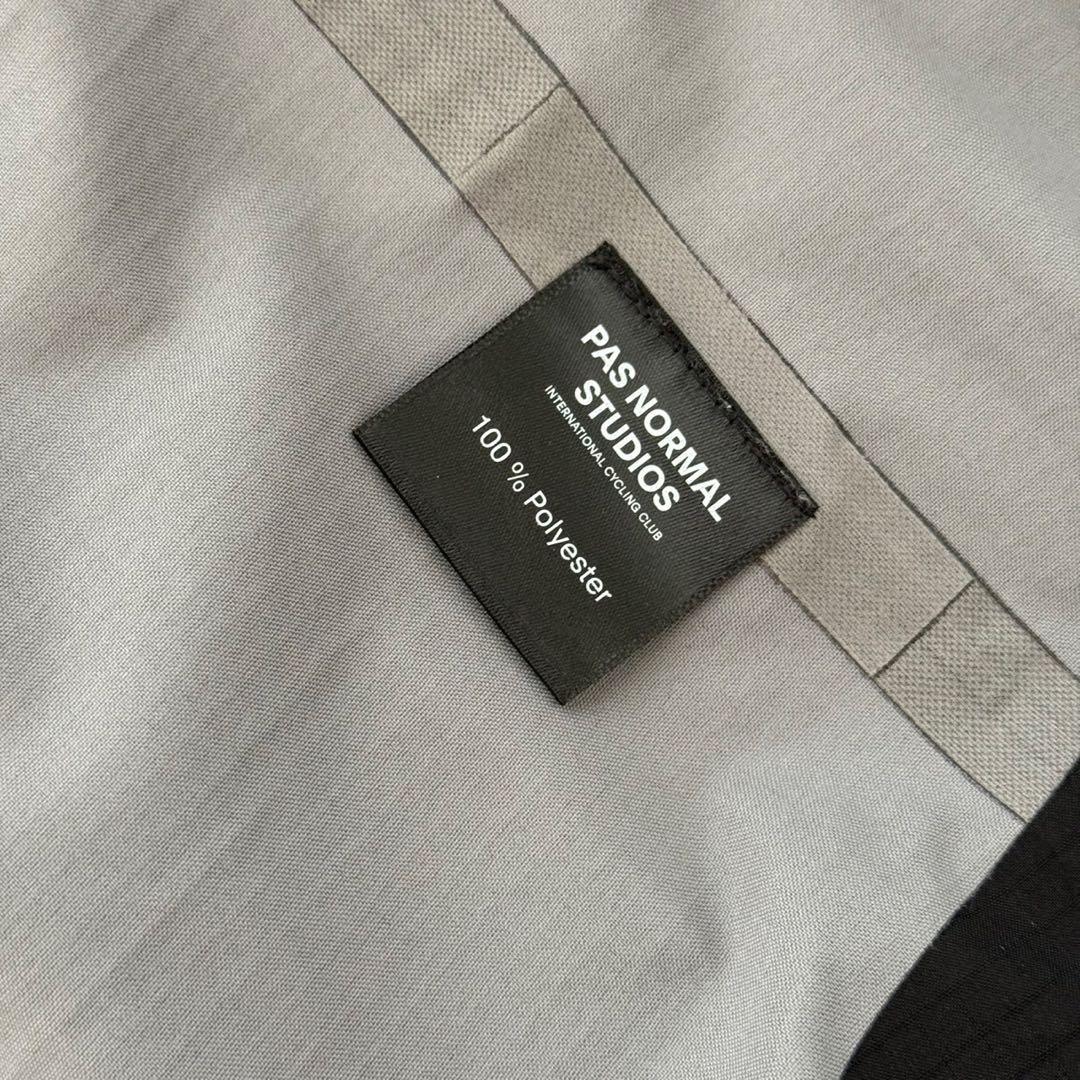 PAS NORMAL
STUDIOS
INTERNATIONAL CYCLING CLUB
100 % Polyester